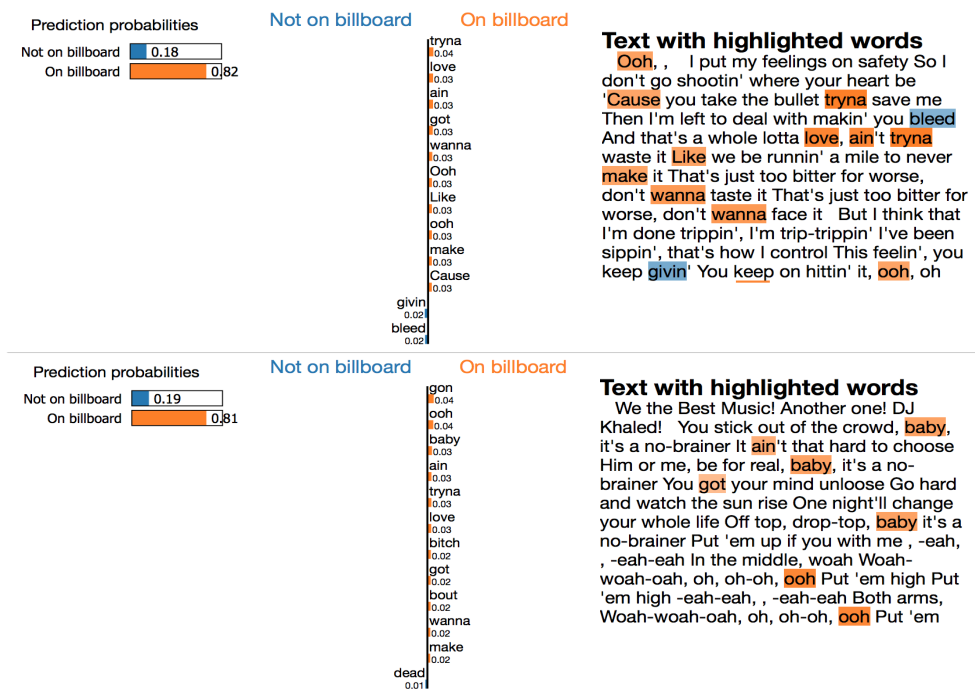 Prediction probabilities
Not on billboard 0.18
On billboard 0.82
Not on billboard On billboard
tryna
0.04
love
0.03
ain
0.03
got
0.03
wanna
0.03
Ooh
0.03
Like
0.03
ooh
0.03
make
0.03
Cause
0.03
givin
0.02
bleed
0.02
Text with highlighted words
Ooh, , I put my feelings on safety So I
don't go shootin' where your heart be
'Cause you take the bullet tryna save me
Then I'm left to deal with makin' you bleed
And that's a whole lotta love, ain't tryna
waste it Like we be runnin' a mile to never
make it That's just too bitter for worse,
don't wanna taste it That's just too bitter for
worse, don't wanna face it But I think that
I'm done trippin', I'm trip-trippin' I've been
sippin', that's how I control This feelin', you
keep givin' You keep on hittin' it, ooh, oh
Prediction probabilities
Not on billboard 0.19
On billboard 0.81
Not on billboard On billboard
gon
0.04
ooh
0.04
baby
0.03
ain
0.03
tryna
0.03
love
0.03
bitch
0.02
got
0.02
bout
0.02
wanna
0.02
make
0.02
dead
0.01
Text with highlighted words
We the Best Music! Another one! DJ
Khaled! You stick out of the crowd, baby,
it's a no-brainer It ain't that hard to choose
Him or me, be for real, baby, it's a no-
brainer You got your mind unloose Go hard
and watch the sun rise One night'll change
your whole life Off top, drop-top, baby it's a
no-brainer Put 'em up if you with me , -eah,
, -eah-eah In the middle, woah Woah-
woah-oah, oh, oh-oh, ooh Put 'em high Put
'em high -eah-eah, , -eah-eah Both arms,
Woah-woah-oah, oh, oh-oh, ooh Put 'em